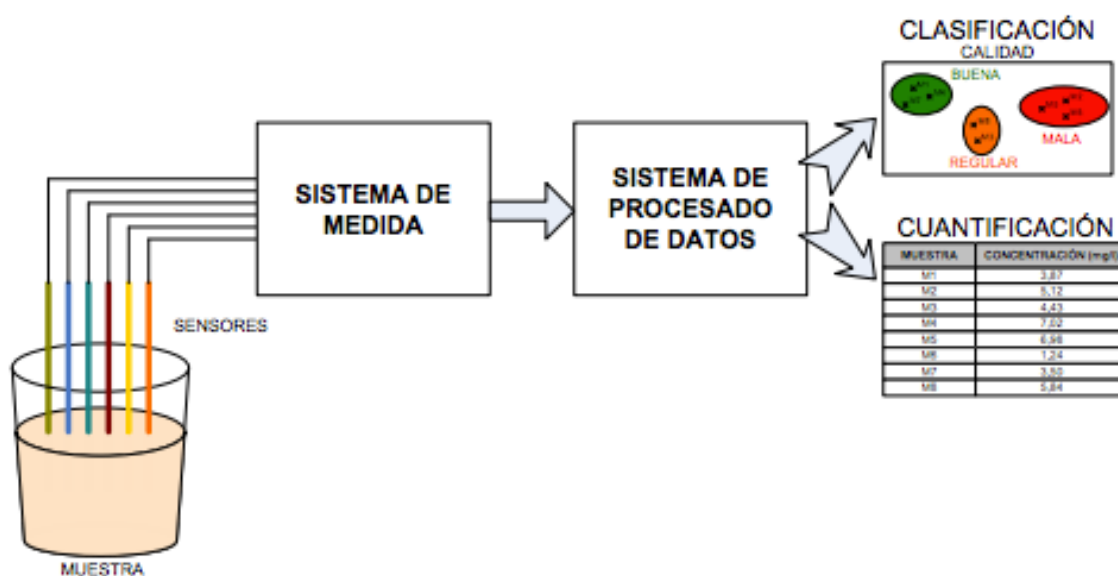 CLASIFICACIÓN
CALIDAD
BUENA
MALA
REGULAR
SISTEMA DE
MEDIDA
SISTEMA DE
PROCESADO
DE DATOS
CUANTIFICACIÓN
MUESTRA CONCENTRACIÓN (mg/l)
M1 3,87
M2 5,12
M3 4,43
M4 7,02
M5 6,98
M6 1,24
M7 3,50
M8 5,84
SENSORES
MUESTRA